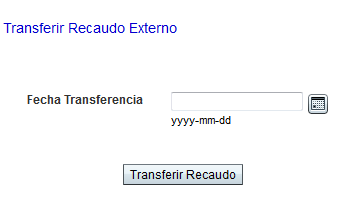 Transferir Recaudo Externo
Fecha Transferencia
yyyy-mm-dd
Transferir Recaudo